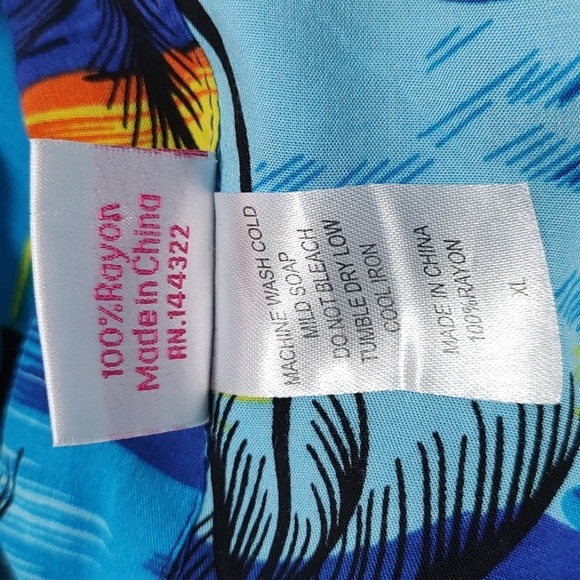 100%Rayon
Made in China
RN.144322
MACHINE WASH COLD
MILD SOAP
DO NOT BLEACH
TUMBLE DRY LOW
COOL IRON
MADE IN CHINA
100%RAYON
XL